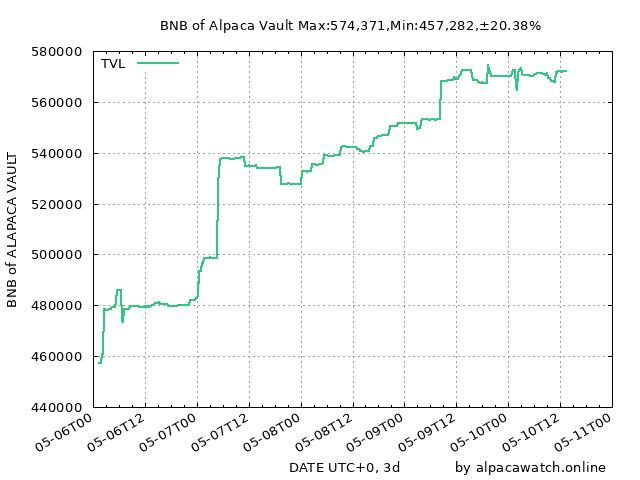 BNB of Alpaca Vault Max:574,371,Min:457,282,±20.38%
TVL
BNB of ALAPACA VAULT
580000
560000
540000
520000
500000
480000
460000
440000
05-06T00
05-06T12
05-07T00
05-07T12
05-08T00
05-08T12
05-09T00
05-09T12
05-10T00
05-10T12
05-11T00
DATE UTC+0, 3d
by alpacawatch.online